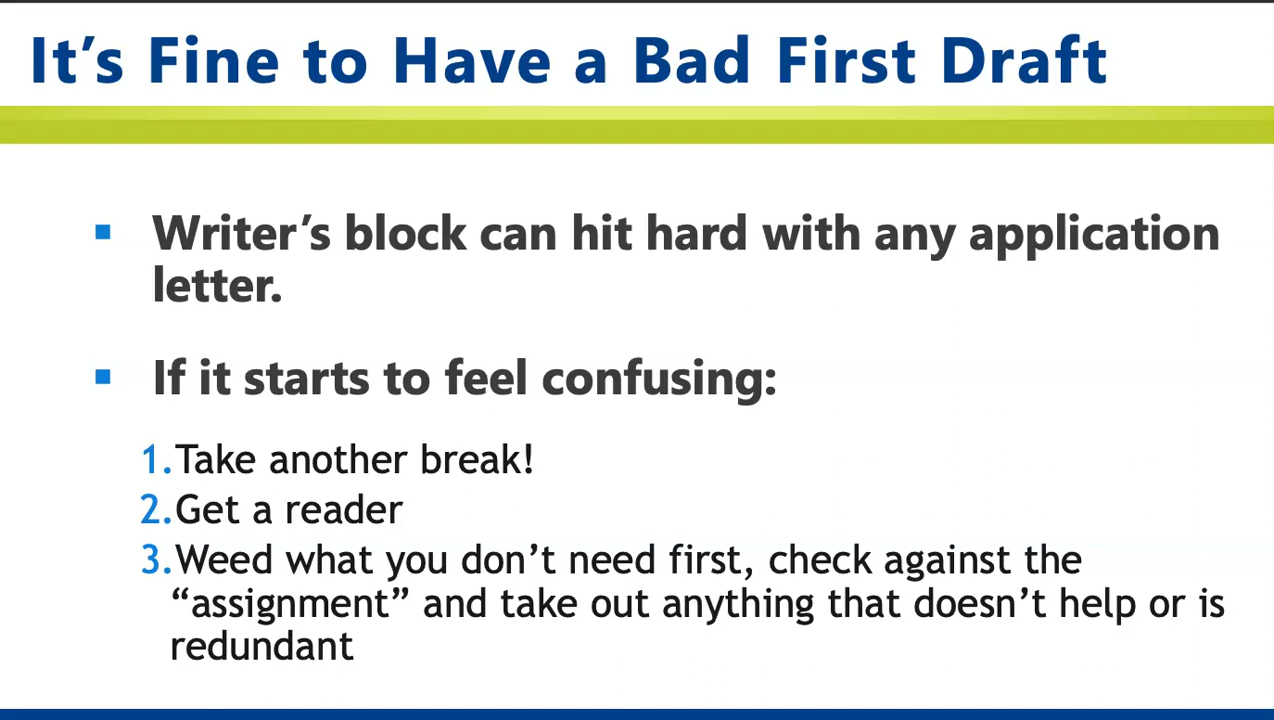 It’s Fine to Have a Bad First Draft
▪ Writer’s block can hit hard with any application
letter.
▪ If it starts to feel confusing:
1.Take another break!
2.Get a reader
3.Weed what you don’t need first, check against the
“assignment” and take out anything that doesn’t help or is
redundant